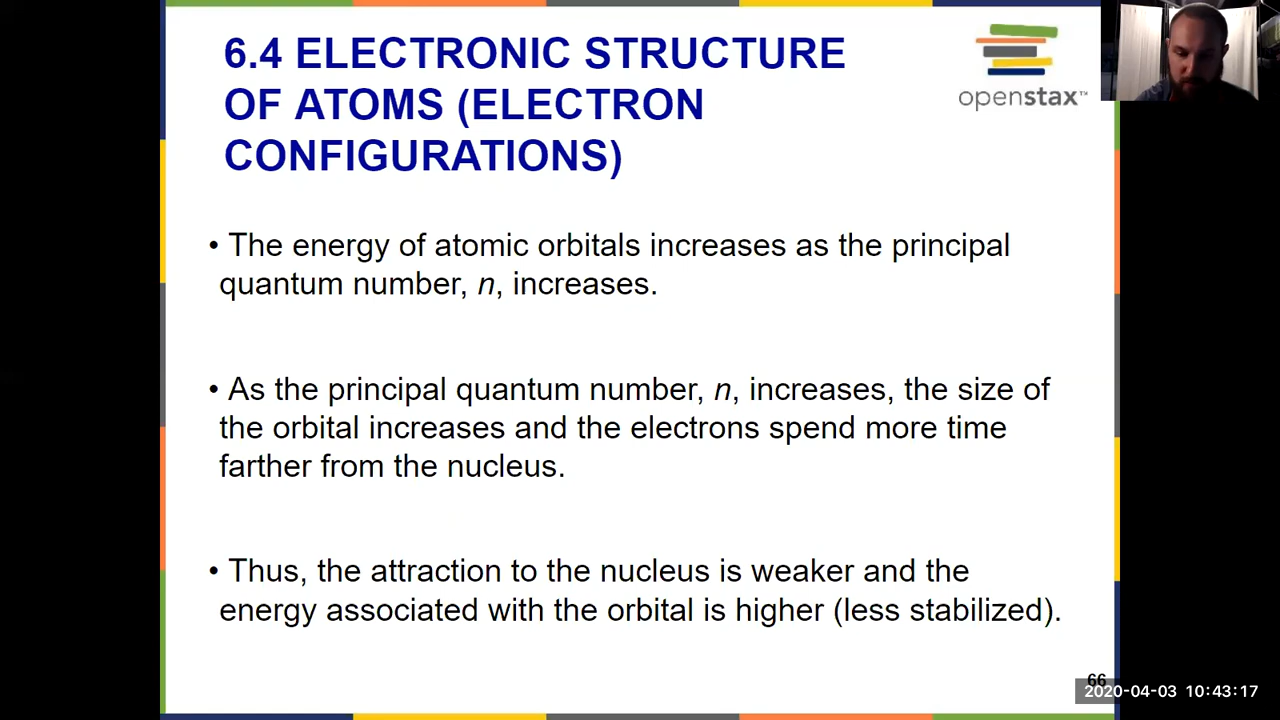 6.4 ELECTRONIC STRUCTURE
OF ATOMS (ELECTRON
CONFIGURATIONS)
openstax™
• The energy of atomic orbitals increases as the principal
quantum number, n, increases.
• As the principal quantum number, n, increases, the size of
the orbital increases and the electrons spend more time
farther from the nucleus.
• Thus, the attraction to the nucleus is weaker and the
energy associated with the orbital is higher (less stabilized).
66
2020-04-03 10:43:17